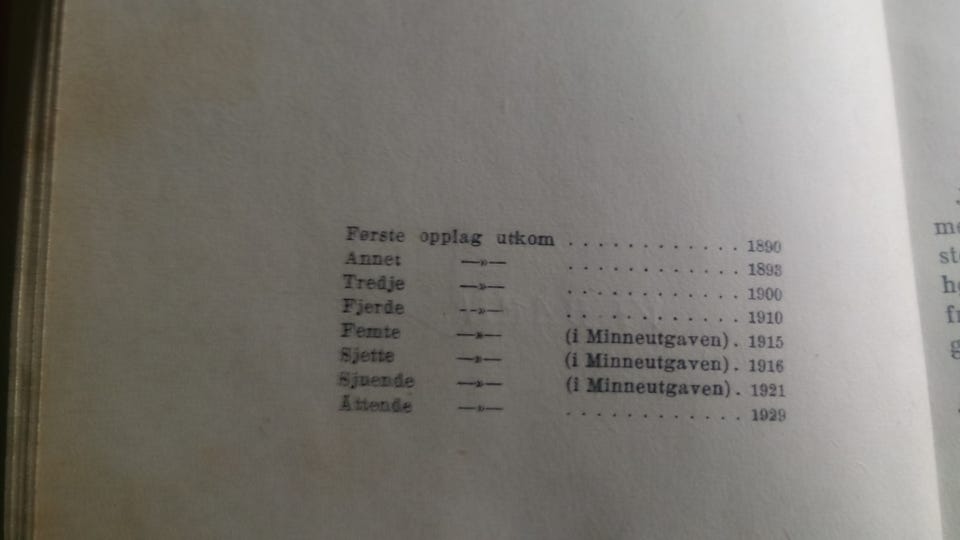 Første opplag utkom . . . . . . . . . . . . 1890
Annet —»— . . . . . . . . . . . . 1893
Tredje —»— . . . . . . . . . . . . 1900
Fjerde --»— . . . . . . . . . . . . 1910
Femte —»— (i Minneutgaven) . 1915
Sjette —»— (i Minneutgaven) . 1916
Sjuende —»— (i Minneutgaven) . 1921
Åttende —»— . . . . . . . . . . . . 1929